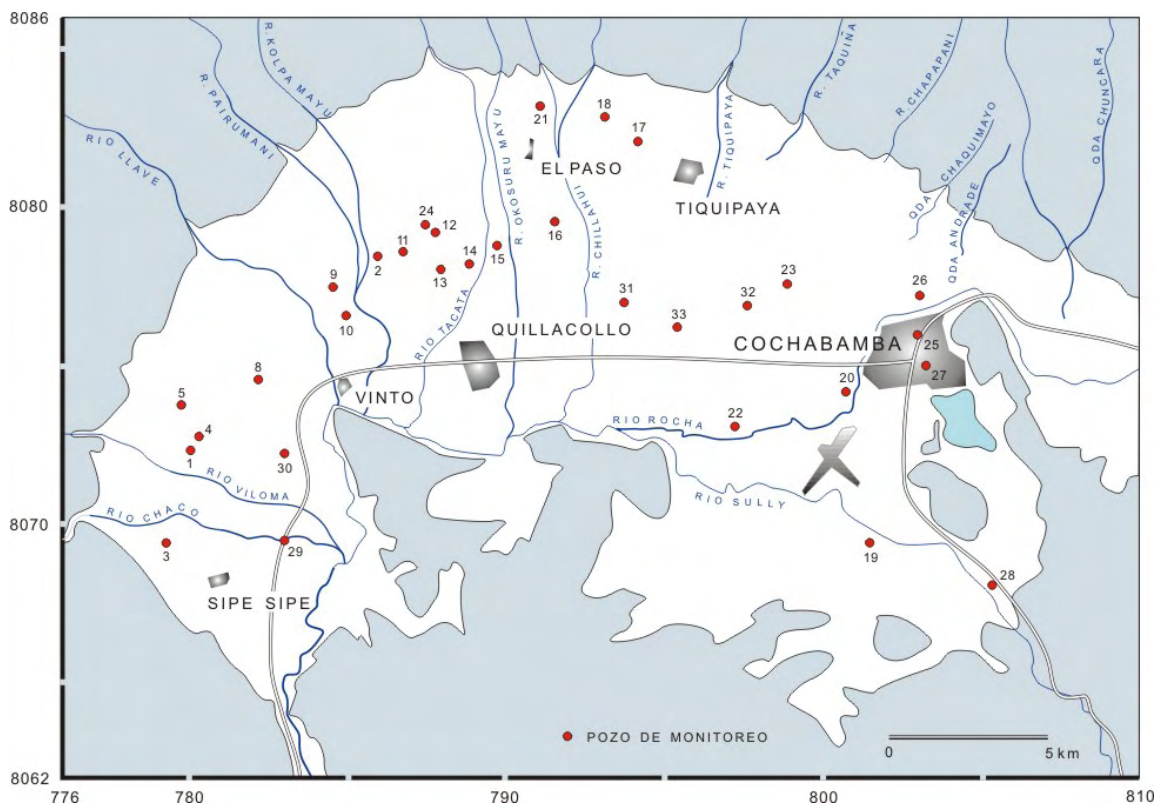 8086
8080
8070
8062
776
780
790
800
810
RIO LLAVE
R. PAIRUMANI
R. KOLPA MAYU
RIO TACATA
R. OKOSURU MAYU
R. CHILLAHUI
R. TIQUIPAYA
R. TAQUIÑA
R. CHAPAPANI
QDA CHAQUIMAYO
QDA ANDRADE
QDA CHUNCARA
21
18
17
EL PASO
TIQUIPAYA
24
12
11
2
13
14
15
16
9
10
31
33
32
23
26
QUILLACOLLO
COCHABAMBA
25
27
8
5
VINTO
4
1
30
20
22
RIO ROCHA
RIO VILOMA
RIO SULLY
RIO CHACO
3
29
19
28
SIPE SIPE
POZO DE MONITOREO
0
5 km